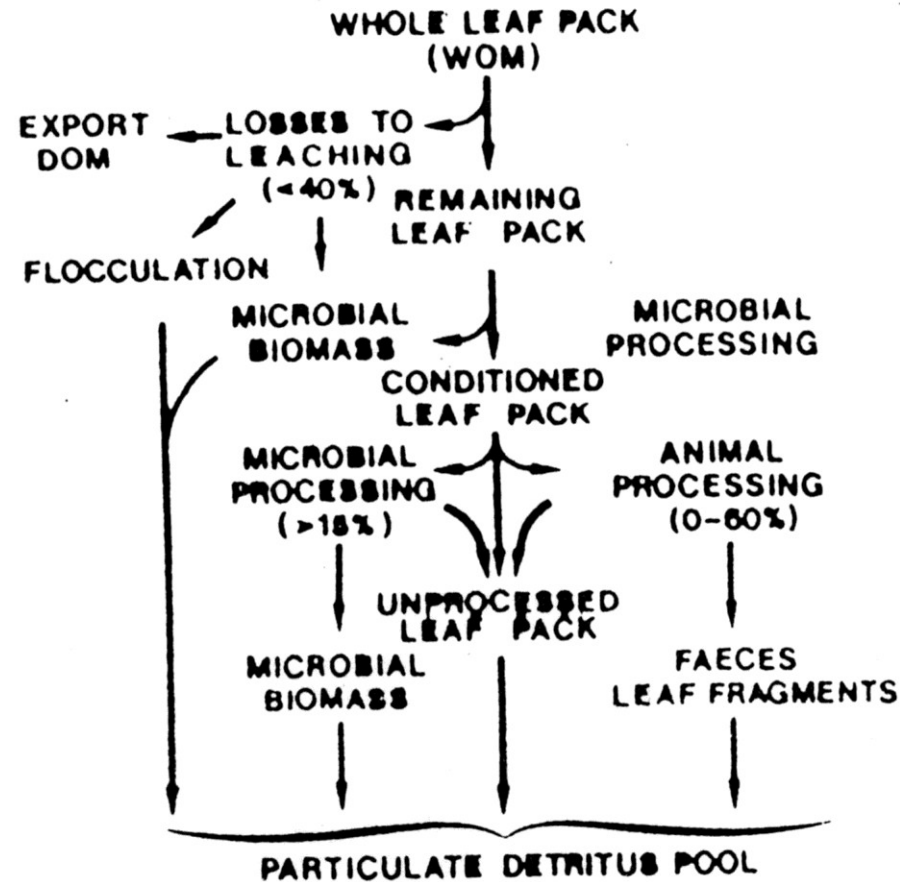 WHOLE LEAF PACK
(WOM)
EXPORT
DOM
LOSSES TO
LEACHING
(<40%)
REMAINING
LEAF PACK
FLOCCULATION
MICROBIAL
BIOMASS
MICROBIAL
PROCESSING
CONDITIONED
LEAF PACK
MICROBIAL
PROCESSING
(>15%)
ANIMAL
PROCESSING
(0-60%)
UNPROCESSED
LEAF PACK
MICROBIAL
BIOMASS
FAECES
LEAF FRAGMENTS
PARTICULATE DETRITUS POOL